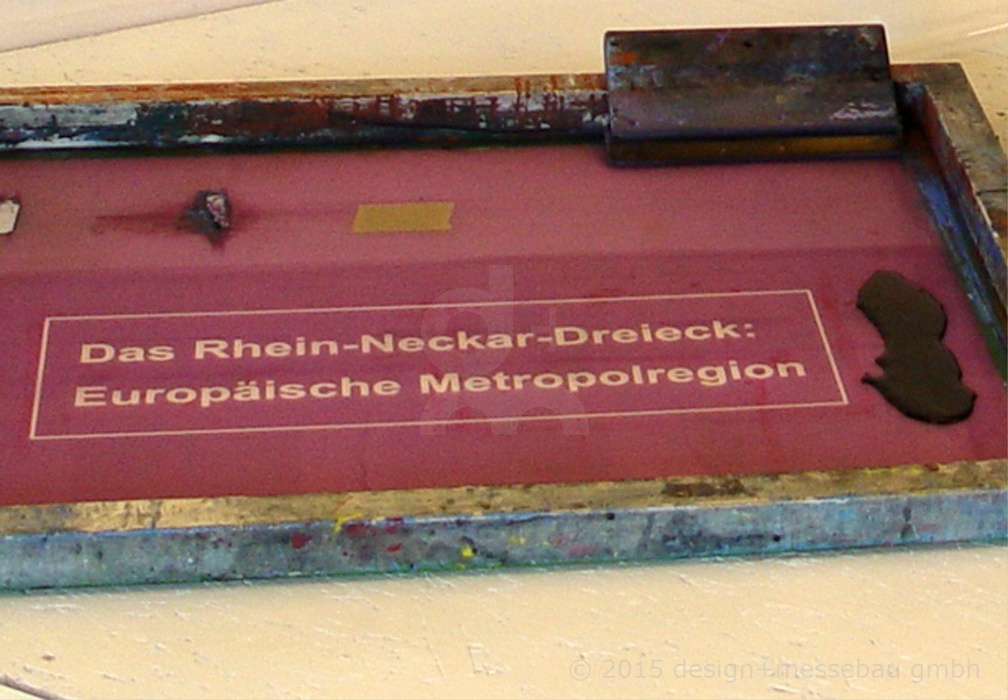 Das Rhein-Neckar-Dreieck:
Europäische Metropolregion
d+m
© 2015 design+messebau gmbh